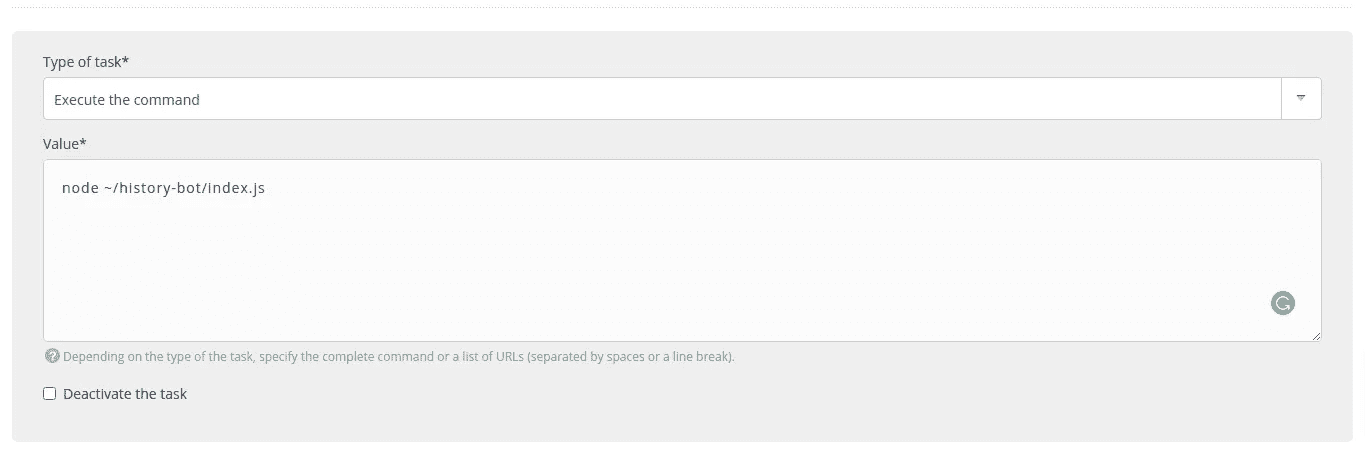 Type of task*
Execute the command
Value*
node ~/history-bot/index.js
Depending on the type of the task, specify the complete command or a list of URLs (separated by spaces or a line break).
Deactivate the task